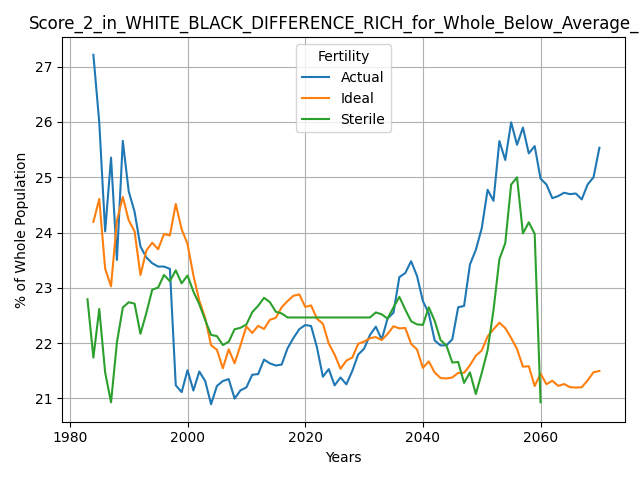 Score_2_in_WHITE_BLACK_DIFFERENCE_RICH_for_Whole_Below_Average_
Fertility
Actual
Ideal
Sterile
% of Whole Population
27
26
25
24
23
22
21
1980
2000
2020
2040
2060
Years